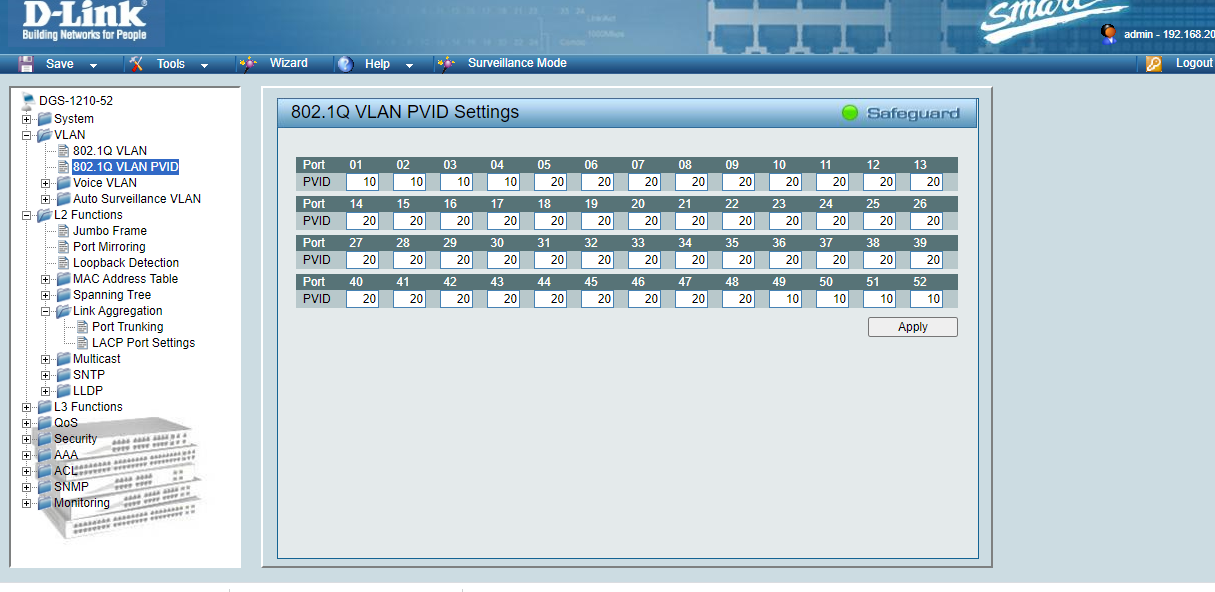 D-Link®
Building Networks for People
smart
admin - 192.168.20
Save Tools Wizard Help Surveillance Mode Logout
DGS-1210-52
System
VLAN
802.1Q VLAN
802.1Q VLAN PVID
Voice VLAN
Auto Surveillance VLAN
L2 Functions
Jumbo Frame
Port Mirroring
Loopback Detection
MAC Address Table
Spanning Tree
Link Aggregation
Port Trunking
LACP Port Settings
Multicast
SNTP
LLDP
L3 Functions
QoS
Security
AAA
ACL
SNMP
Monitoring
802.1Q VLAN PVID Settings Safeguard
Port 01 02 03 04 05 06 07 08 09 10 11 12 13
PVID 10 10 10 10 20 20 20 20 20 20 20 20 20
Port 14 15 16 17 18 19 20 21 22 23 24 25 26
PVID 20 20 20 20 20 20 20 20 20 20 20 20 20
Port 27 28 29 30 31 32 33 34 35 36 37 38 39
PVID 20 20 20 20 20 20 20 20 20 20 20 20 20
Port 40 41 42 43 44 45 46 47 48 49 50 51 52
PVID 20 20 20 20 20 20 20 20 20 10 10 10 10
Apply